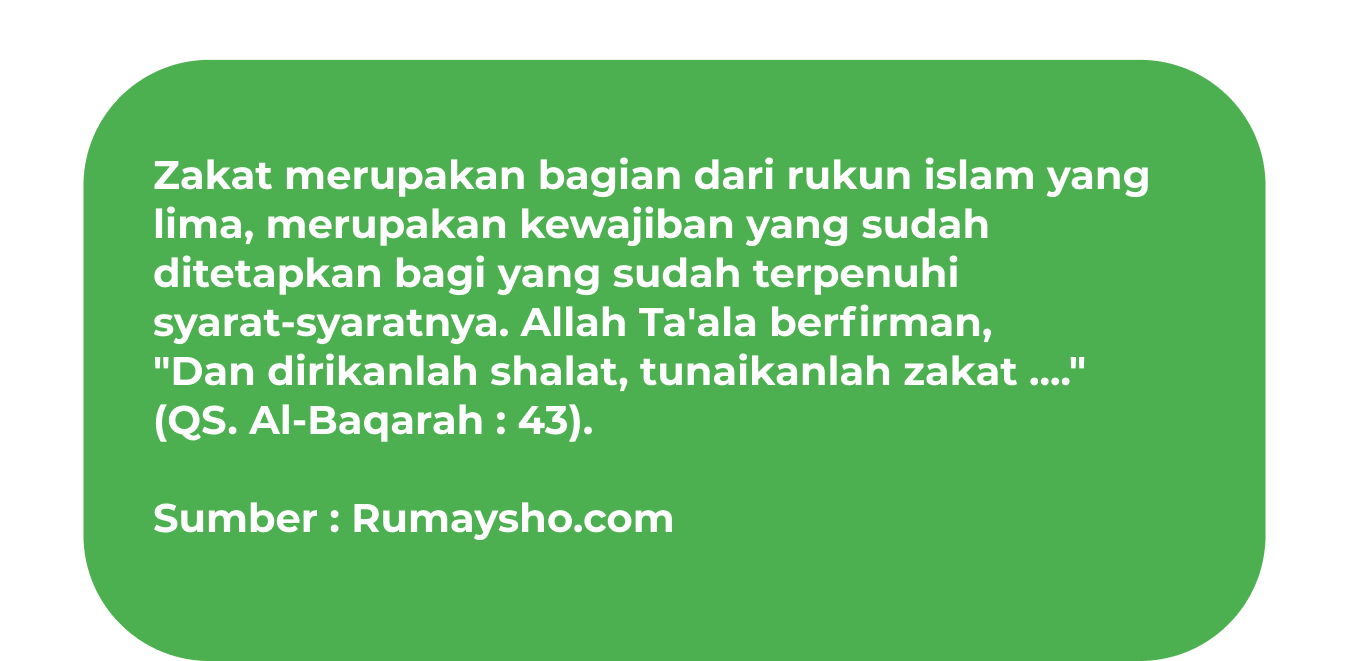 Zakat merupakan bagian dari rukun islam yang
lima, merupakan kewajiban yang sudah
ditetapkan bagi yang sudah terpenuhi
syarat-syaratnya. Allah Ta'ala berfirman,
"Dan dirikanlah shalat, tunaikanlah zakat ...."
(QS. Al-Baqarah : 43).
Sumber : Rumaysho.com